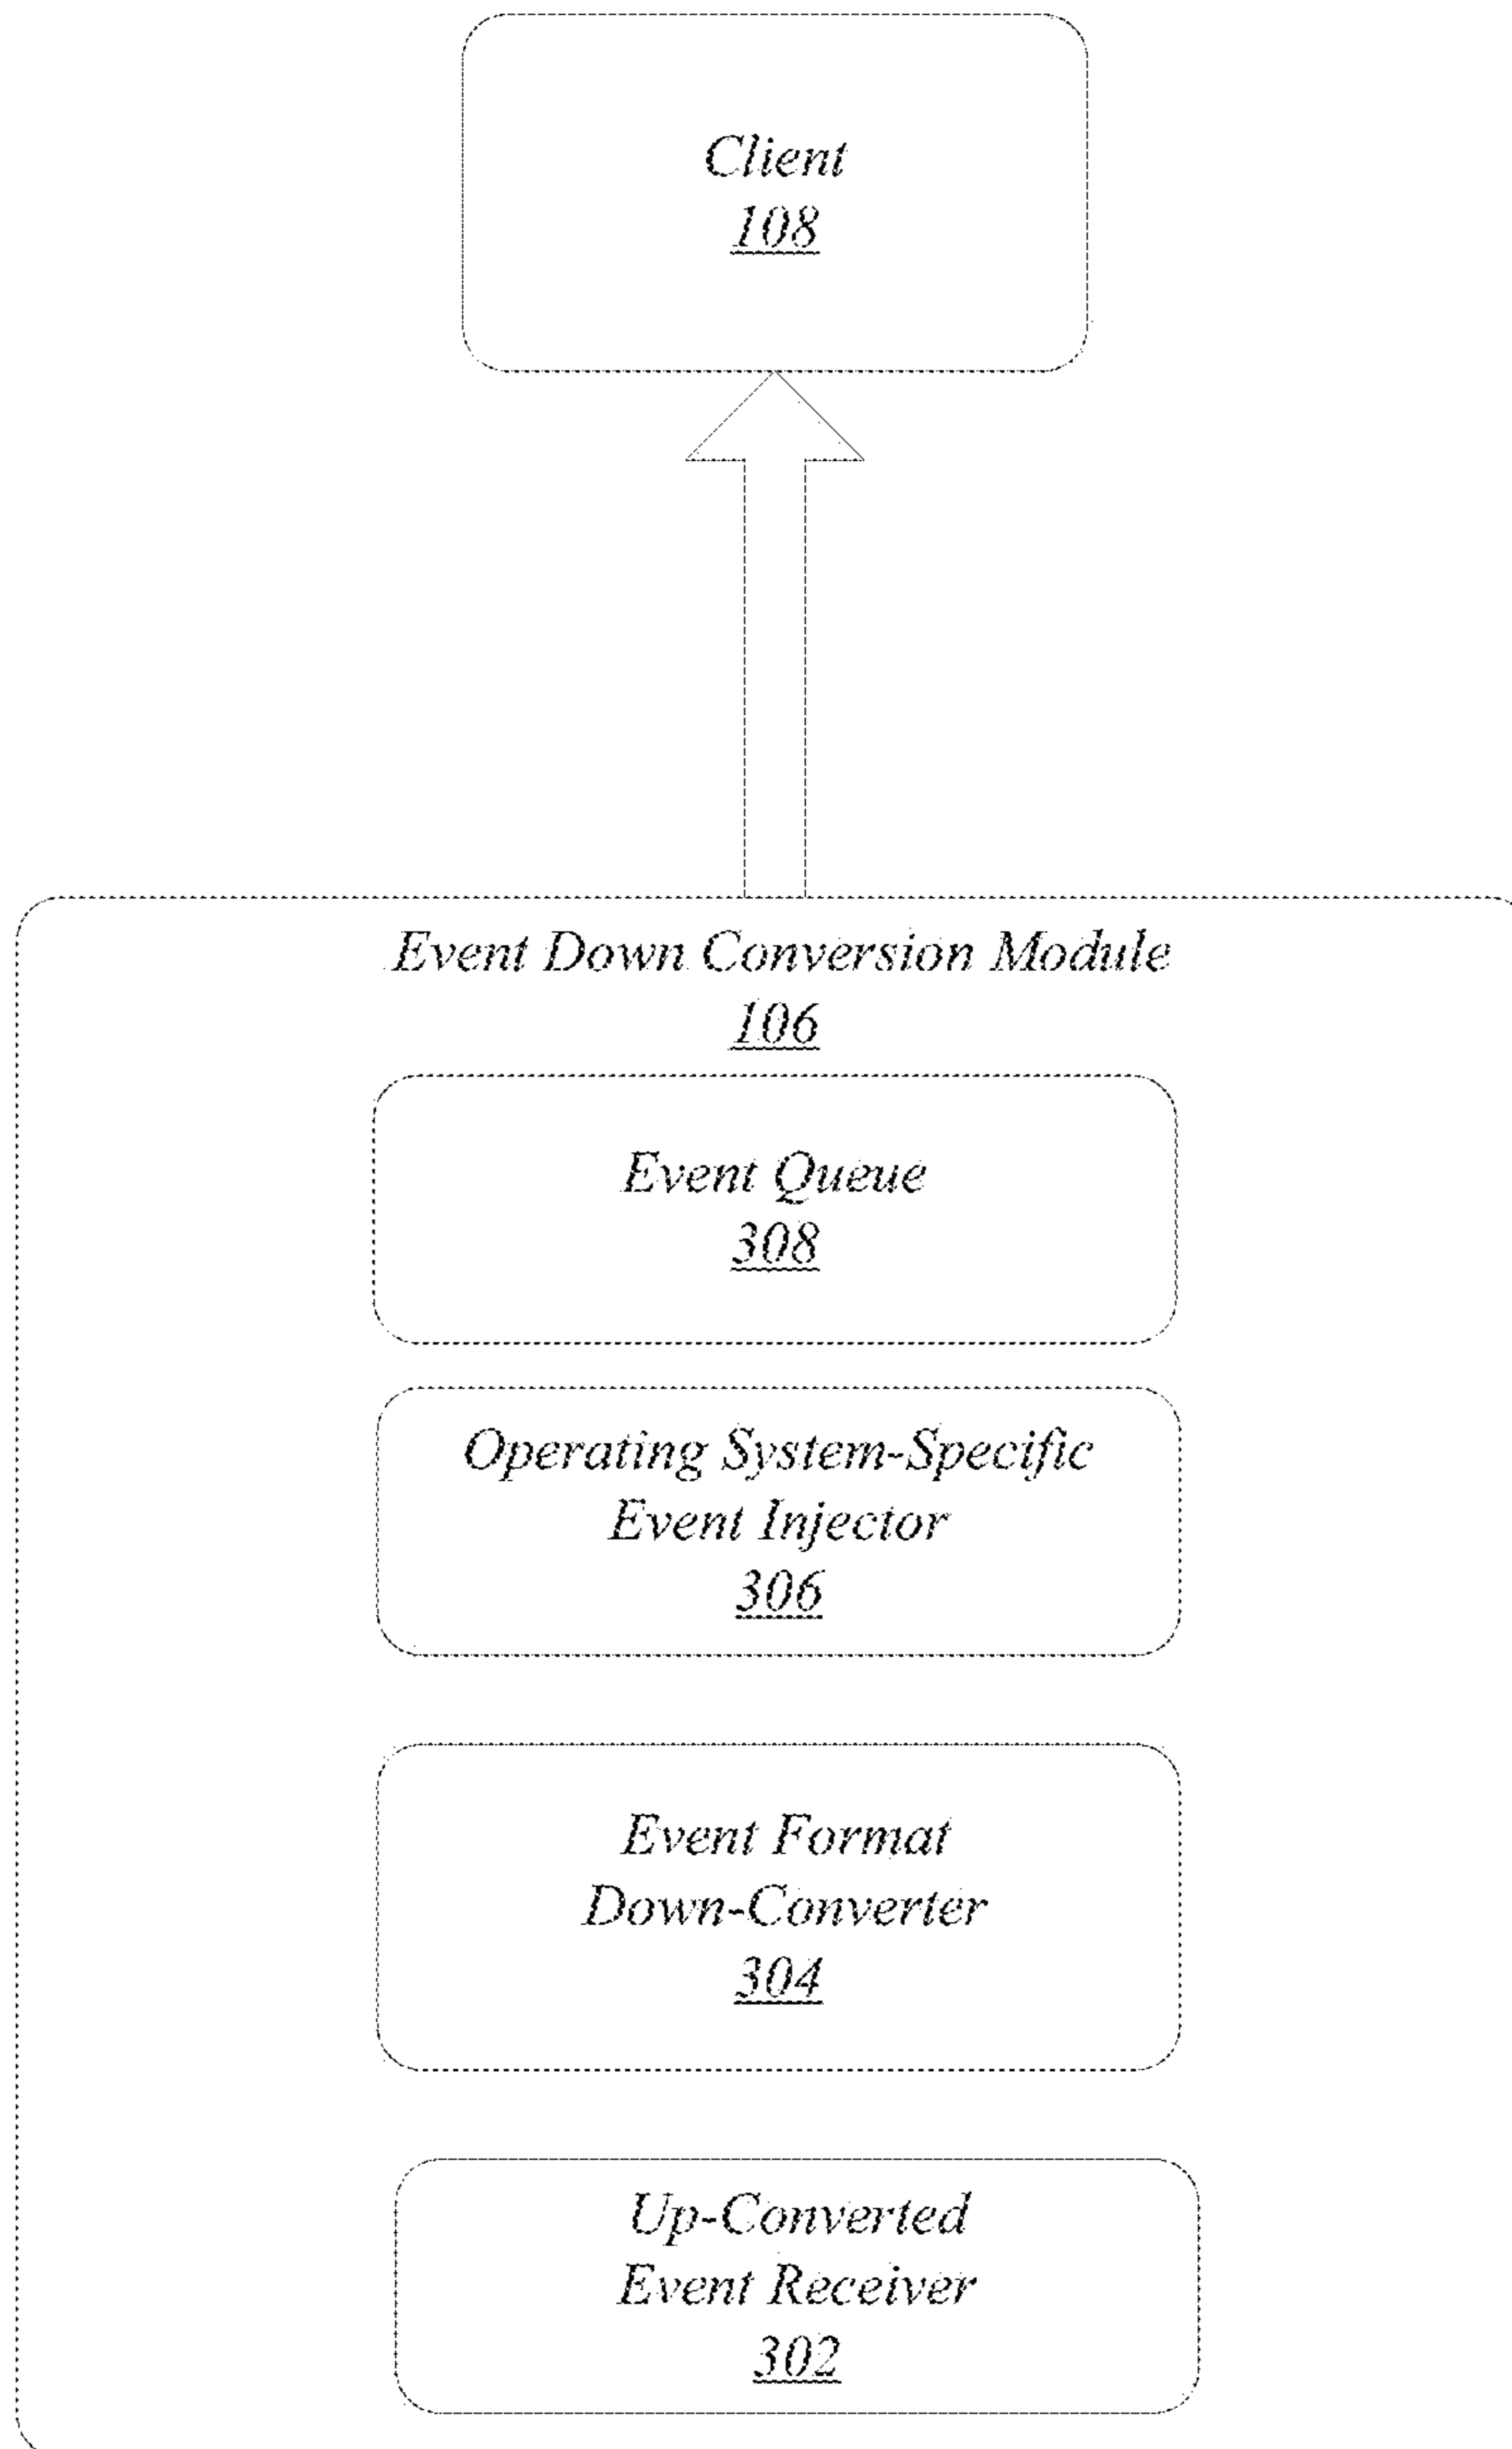 Client
108
Event Down Conversion Module
106
Event Queue
308
Operating System-Specific
Event Injector
306
Event Format
Down-Converter
304
Up-Converted
Event Receiver
302